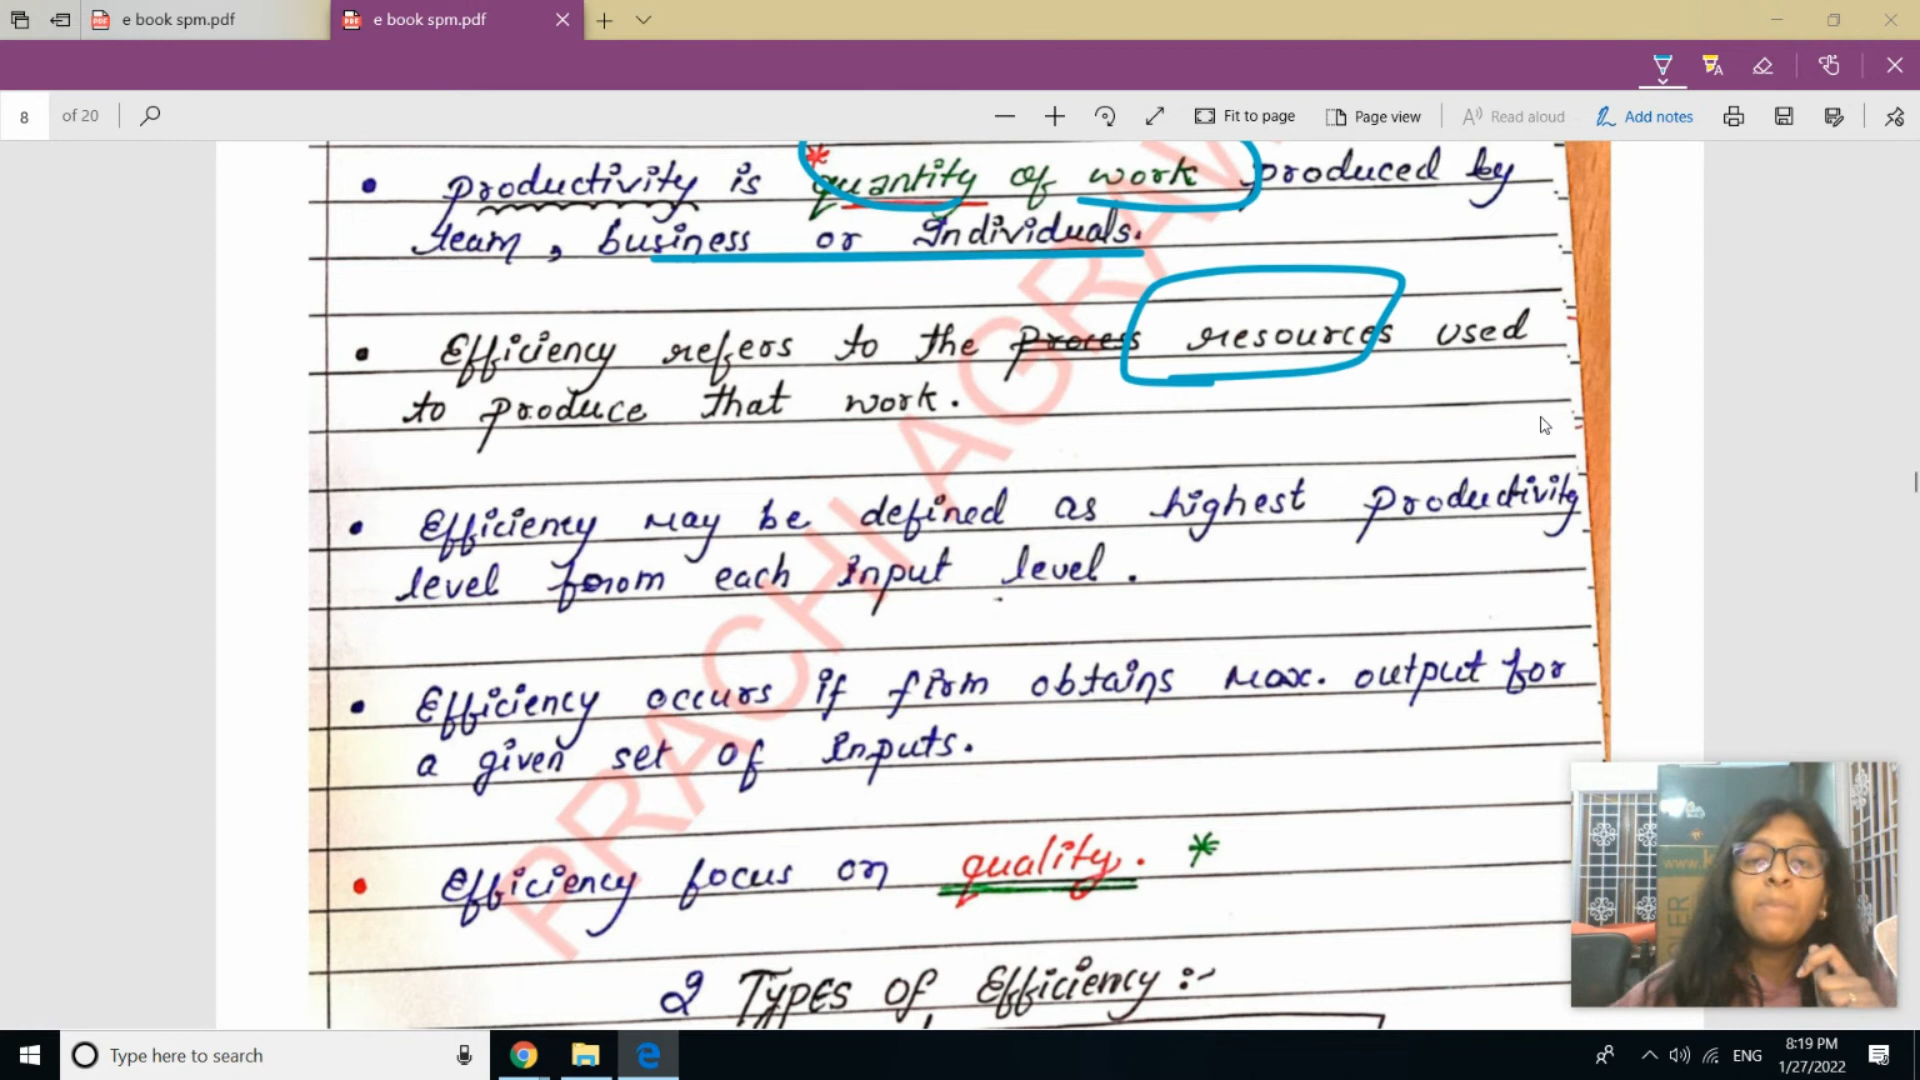 e book spm.pdf
e book spm.pdf
8 of 20
Fit to page
Page view
Read aloud
Add notes
• Productivity is *quantity of work produced by
team, business or Individuals.
• Efficiency refers to the process resources used
to produce that work.
• Efficiency may be defined as highest Productivity
level from each input level.
• Efficiency occurs if firm obtains max. output for
a given set of Inputs.
• Efficiency focus on quality. *
2 Types of Efficiency :-
PRACHI AGRAW
www.k
Type here to search
ENG
8:19 PM
1/27/2022